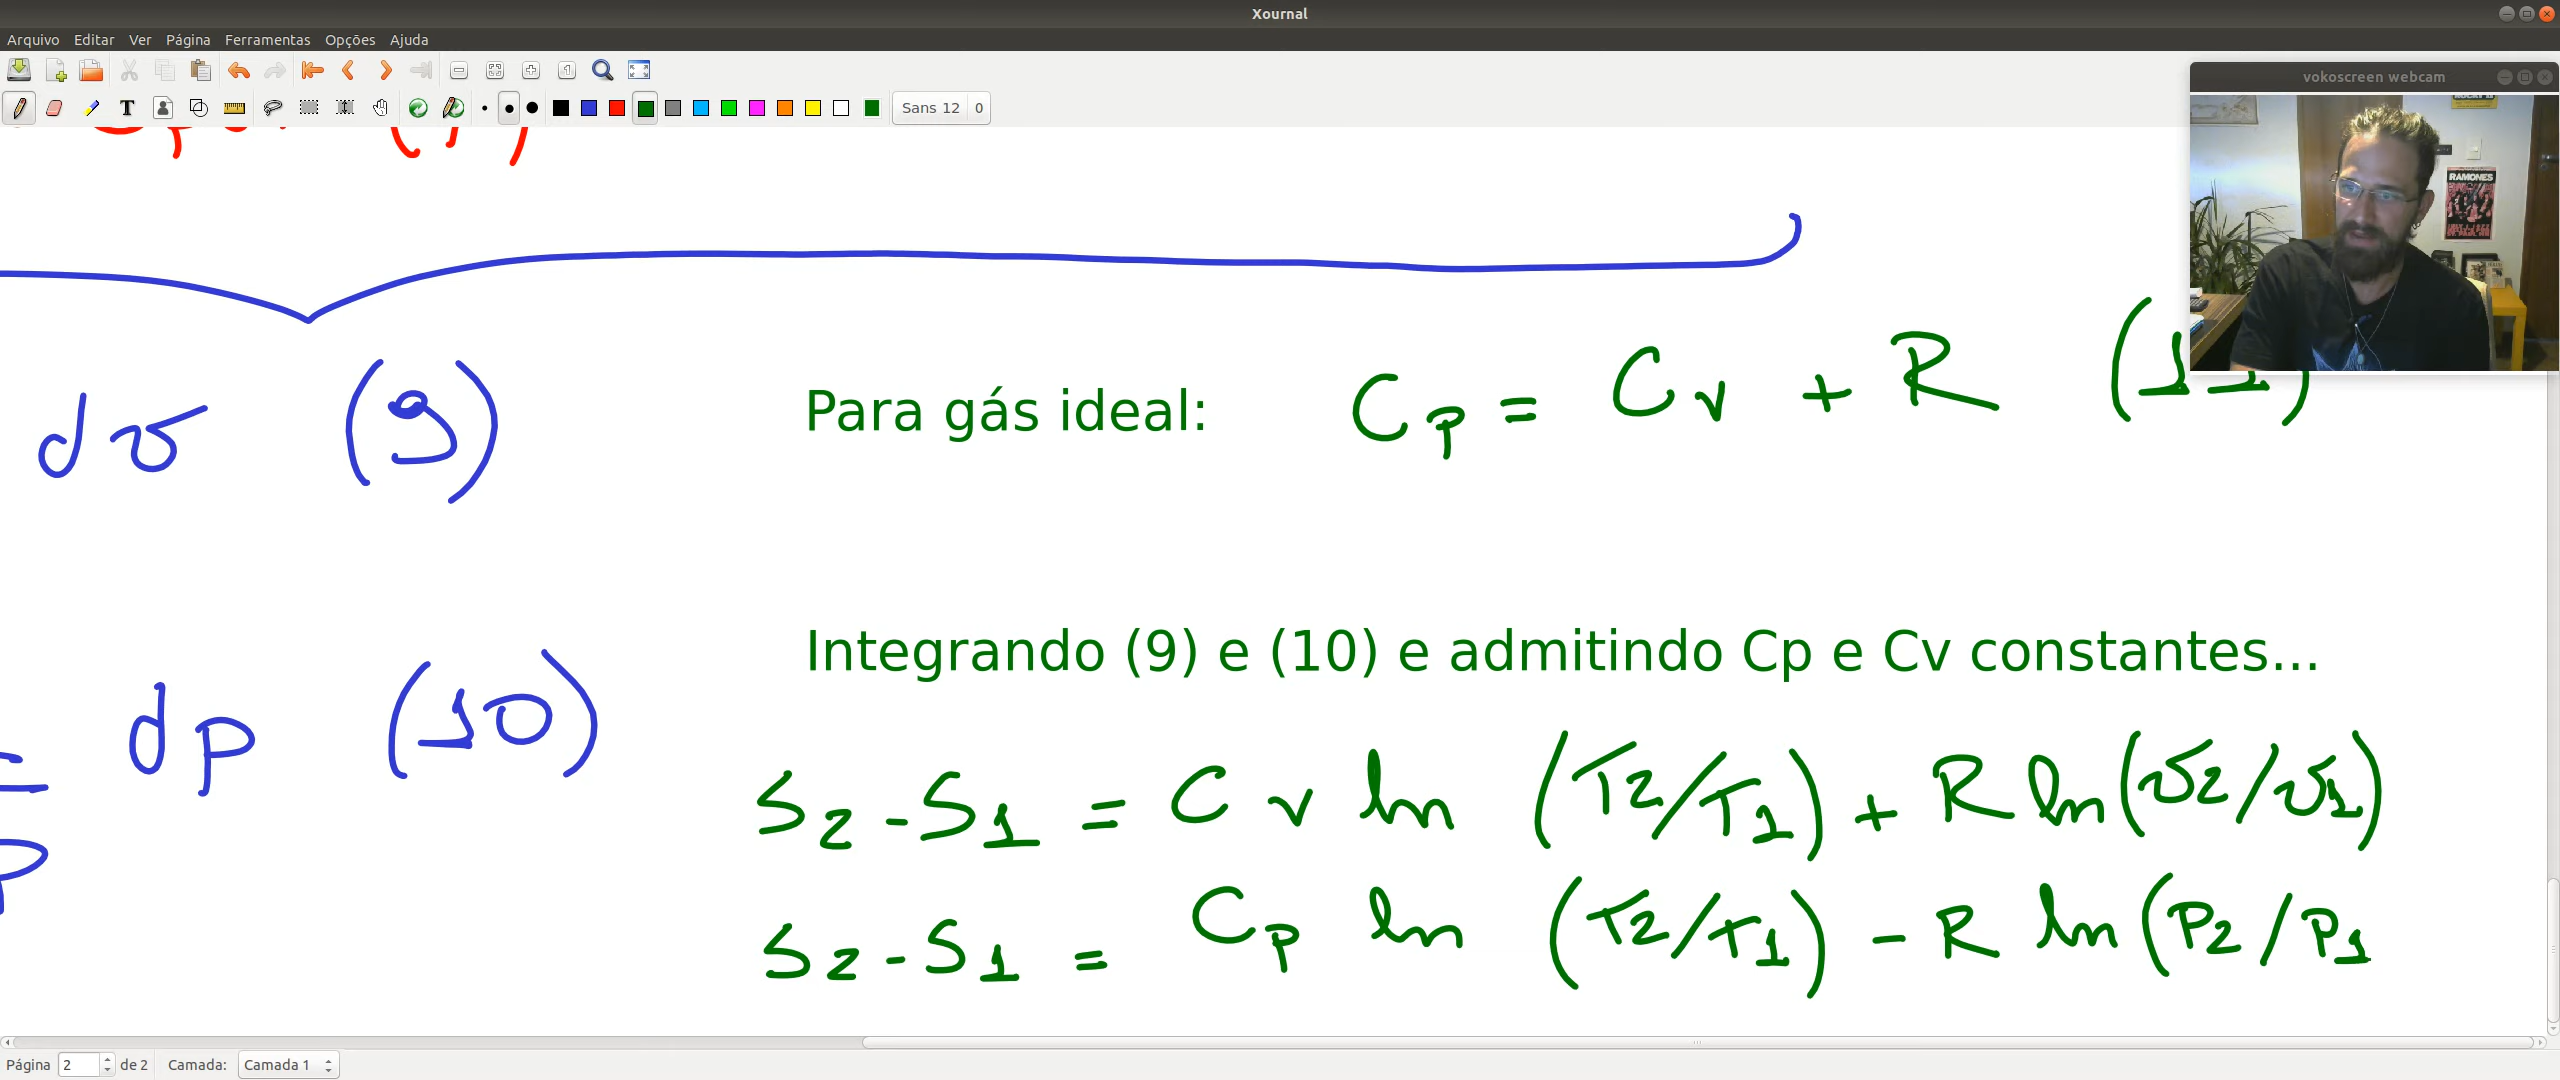 Xournal
Arquivo Editar Ver Página Ferramentas Opções Ajuda
Sans 12 0
vokoscreen webcam
RAMONES
Para gás ideal: Cp = Cv + R (11)
dv (9)
Integrando (9) e (10) e admitindo Cp e Cv constantes...
dp (10)
P
S2 - S1 = Cv ln (T2/T1) + R ln(v2/v1)
S2 - S1 = Cp ln (T2/T1) - R ln(P2/P1
Página 2 de 2 Camada: Camada 1